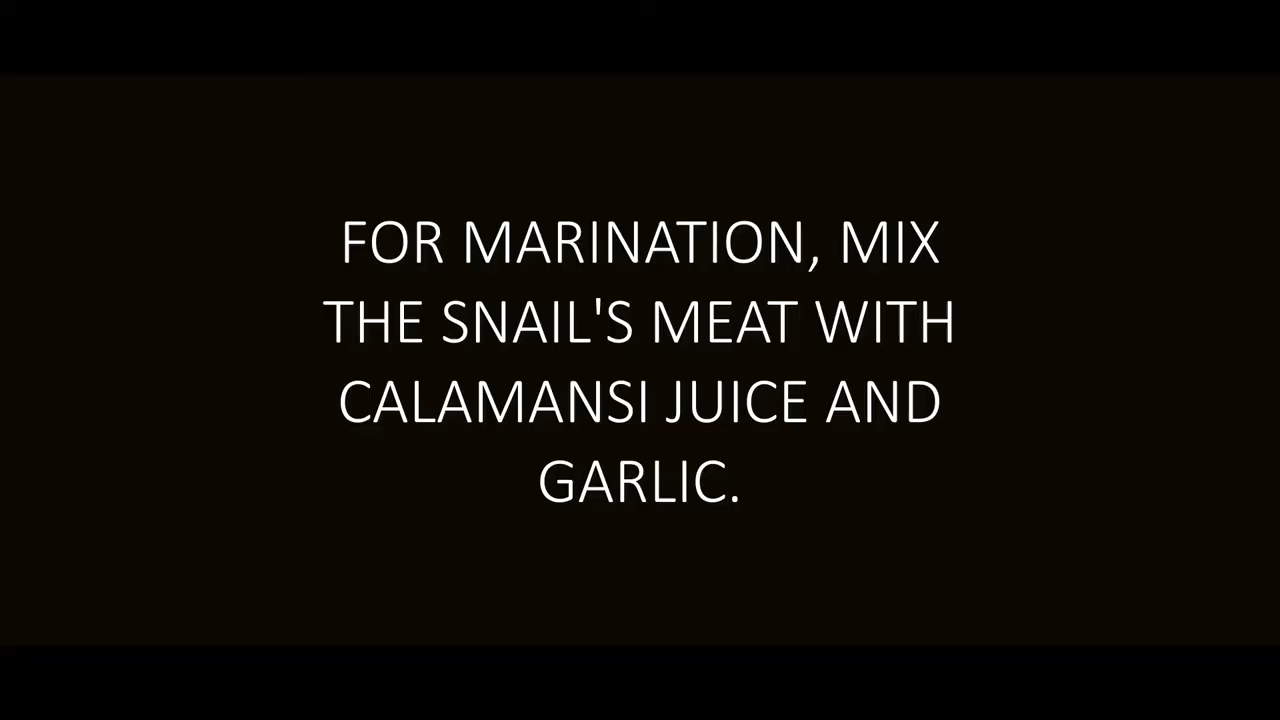 FOR MARINATION, MIX
THE SNAIL'S MEAT WITH
CALAMANSI JUICE AND
GARLIC.